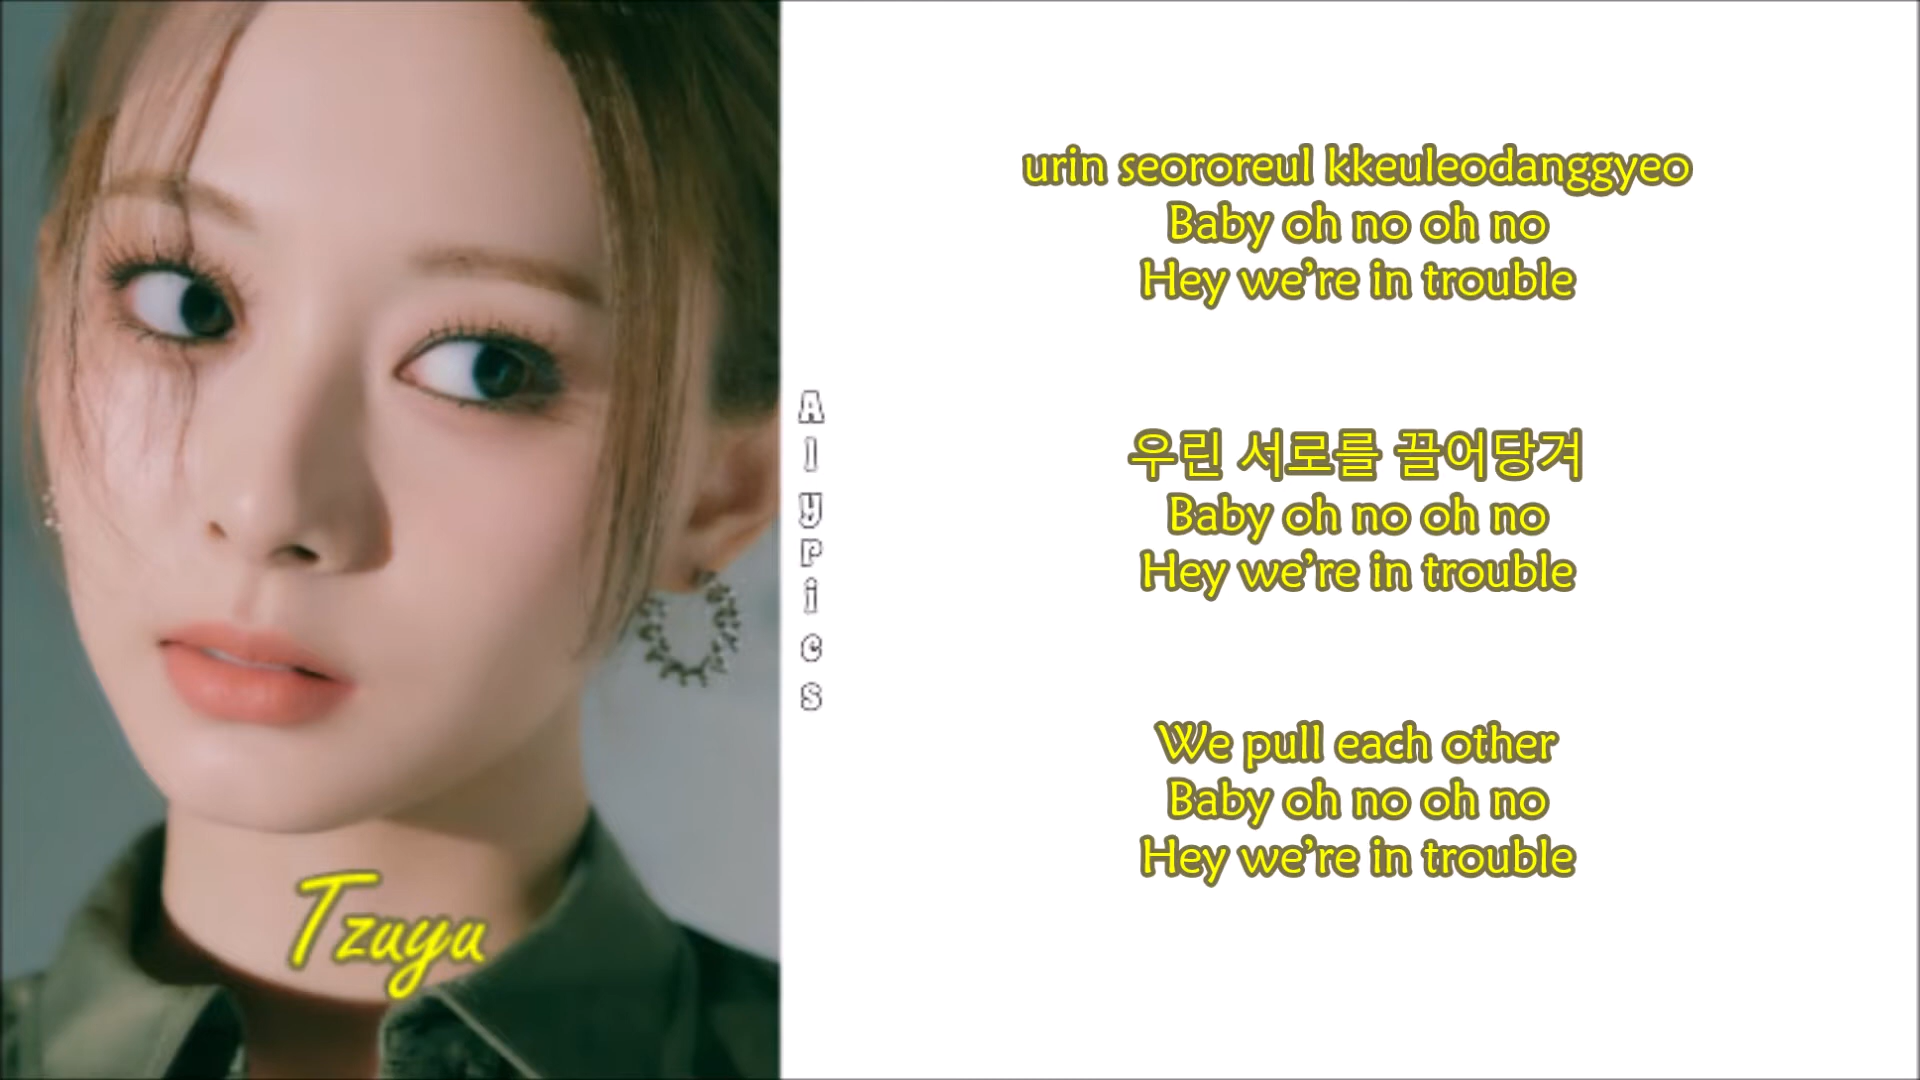 Tzuyu
Alypics
urin seororeul kkeuleodanggyeo
Baby oh no oh no
Hey we’re in trouble
우린 서로를 끌어당겨
Baby oh no oh no
Hey we’re in trouble
We pull each other
Baby oh no oh no
Hey we’re in trouble